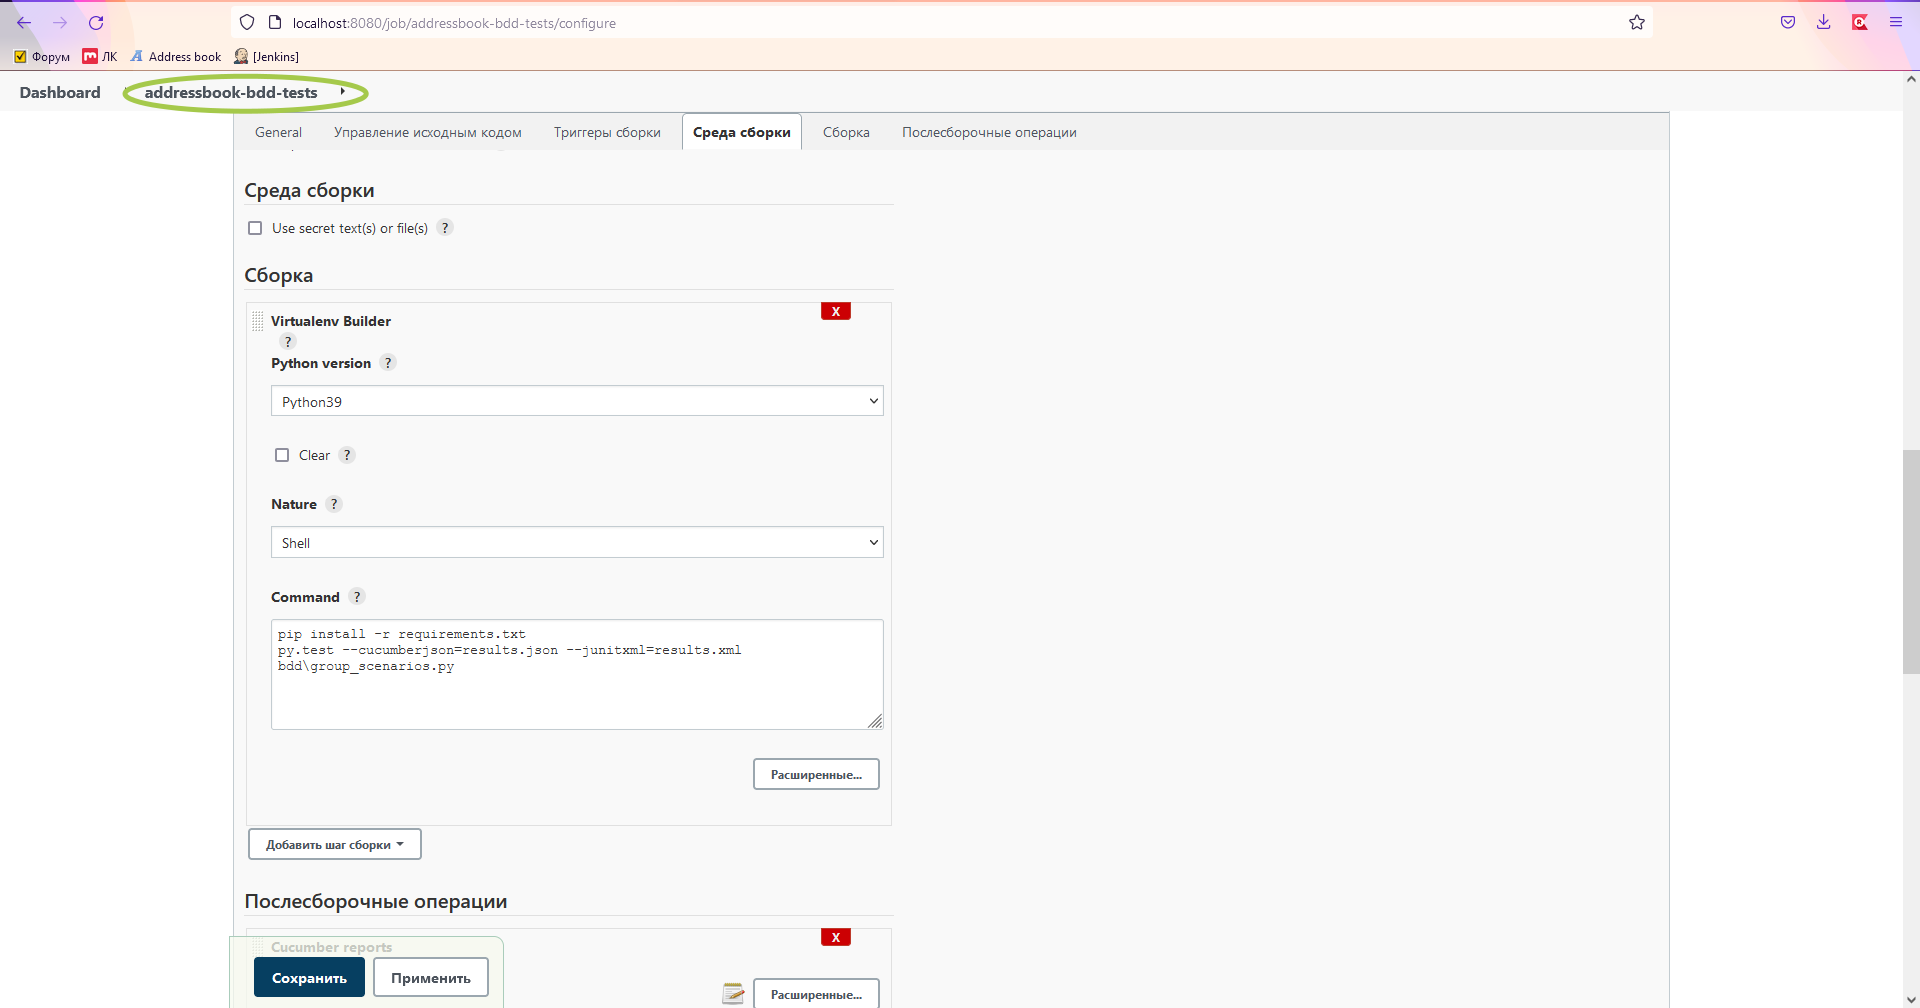 localhost:8080/job/addressbook-bdd-tests/configure
Форум ЛК Address book [Jenkins]
Dashboard addressbook-bdd-tests
General Управление исходным кодом Триггеры сборки Среда сборки Сборка Послесборочные операции
Среда сборки
Use secret text(s) or file(s) ?
Сборка
X
Virtualenv Builder
?
Python version ?
Python39
Clear ?
Nature ?
Shell
Command ?
pip install -r requirements.txt
py.test --cucumberjson=results.json --junitxml=results.xml
bdd\group_scenarios.py
Расширенные...
Добавить шаг сборки
Послесборочные операции
X
Cucumber reports
Сохранить Применить
Расширенные...